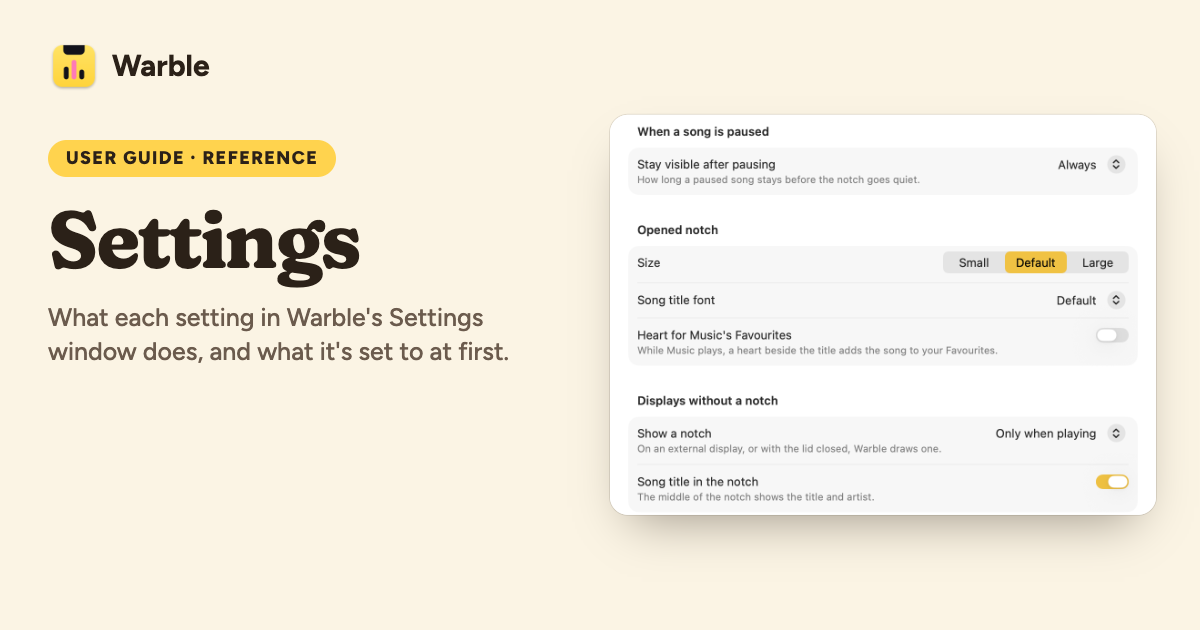 Warble
USER GUIDE · REFERENCE
Settings
What each setting in Warble's Settings
window does, and what it's set to at first.
When a song is paused
Stay visible after pausing
Always
How long a paused song stays before the notch goes quiet.
Opened notch
Size
Small
Default
Large
Song title font
Default
Heart for Music's Favourites
While Music plays, a heart beside the title adds the song to your Favourites.
Displays without a notch
Show a notch
Only when playing
On an external display, or with the lid closed, Warble draws one.
Song title in the notch
The middle of the notch shows the title and artist.